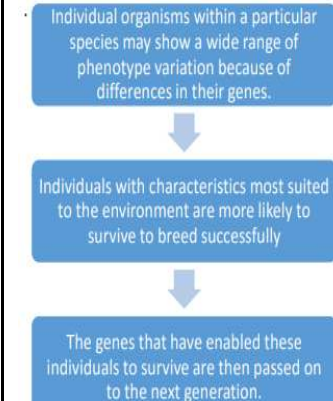 Individual organisms within a particular
species may show a wide range of
phenotype variation because of
differences in their genes.
Individuals with characteristics most suited
to the environment are more likely to
survive to breed successfully
The genes that have enabled these
individuals to survive are then passed on
to the next generation.